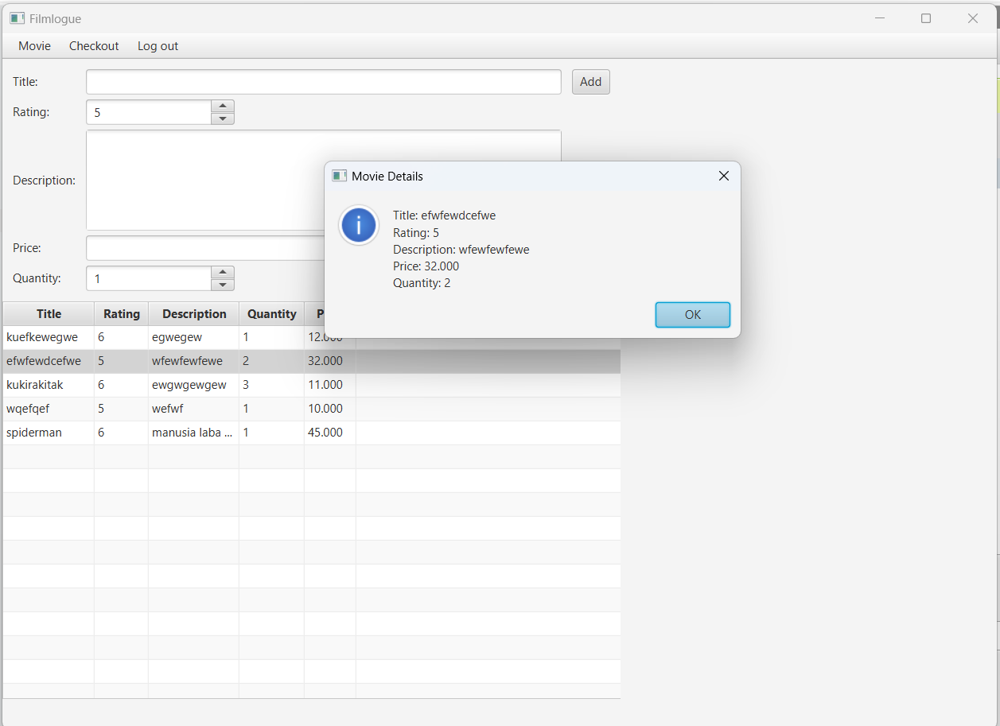 Filmlogue
Movie Checkout Log out
Title: Add
Rating: 5
Description:
Price:
Quantity: 1
Movie Details
Title: efwfewdcefwe
Rating: 5
Description: wfewfewfewe
Price: 32.000
Quantity: 2
OK
Title Rating Description Quantity P
kuefkewegwe 6 egwegew 1 12.000
efwfewdcefwe 5 wfewfewfewe 2 32.000
kukirakitak 6 ewgwgewgew 3 11.000
wqefqef 5 wefwf 1 10.000
spiderman 6 manusia laba ... 1 45.000